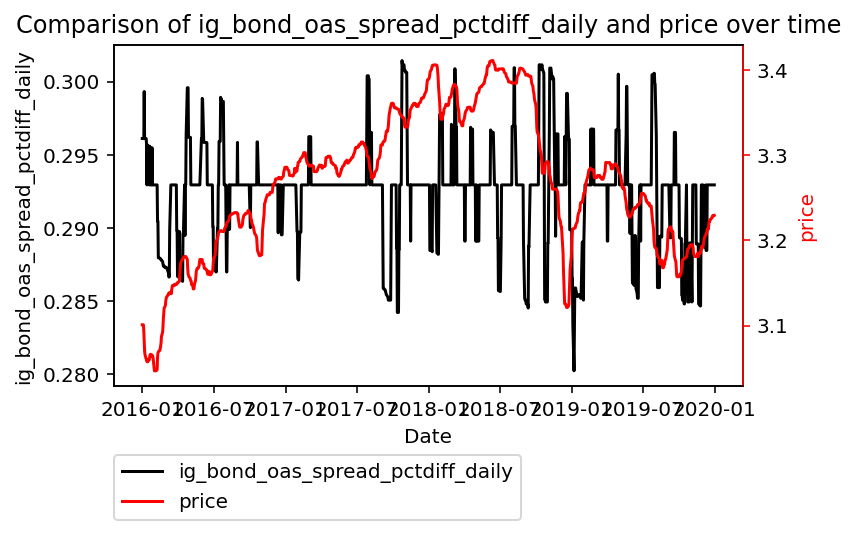 Comparison of ig_bond_oas_spread_pctdiff_daily and price over time
ig_bond_oas_spread_pctdiff_daily
0.300
0.295
0.290
0.285
0.280
3.4
3.3
3.2
3.1
price
2016-01 2016-07 2017-01 2017-07 2018-01 2018-07 2019-01 2019-07 2020-01
Date
ig_bond_oas_spread_pctdiff_daily
price